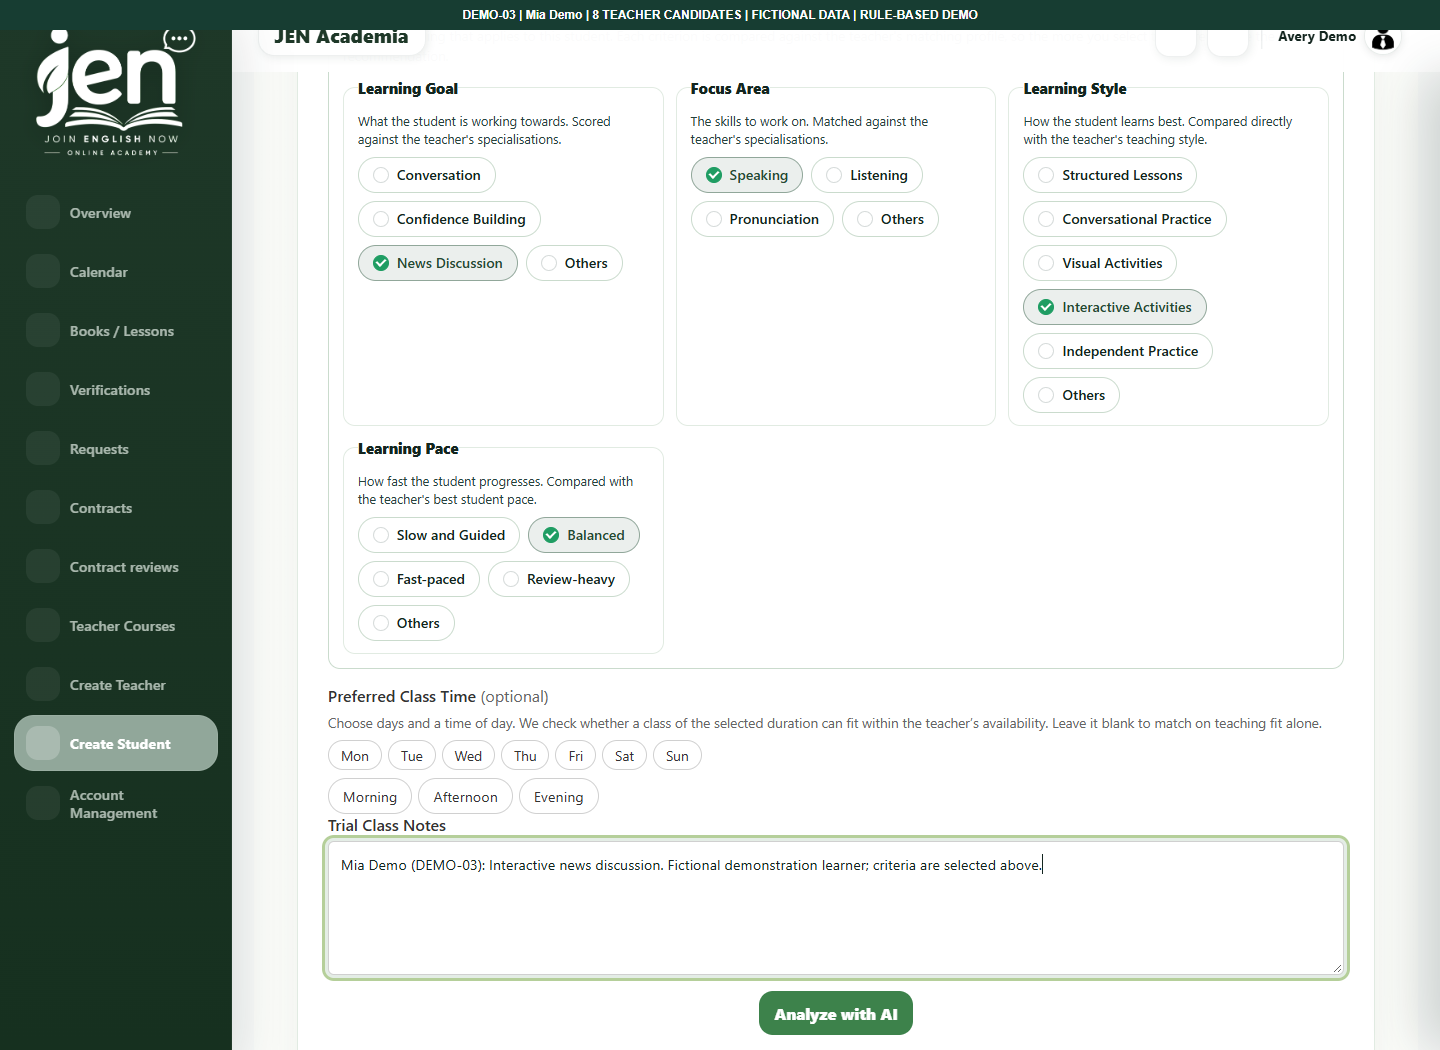 DEMO-03 | Mia Demo | 8 TEACHER CANDIDATES | FICTIONAL DATA | RULE-BASED DEMO
jen
JOIN ENGLISH NOW
ONLINE ACADEMY
JEN Academia
Avery Demo
Overview
Calendar
Books / Lessons
Verifications
Requests
Contracts
Contract reviews
Teacher Courses
Create Teacher
Create Student
Account
Management
Learning Goal
What the student is working towards. Scored
against the teacher's specialisations.
Conversation
Confidence Building
News Discussion
Others
Focus Area
The skills to work on. Matched against the
teacher's specialisations.
Speaking
Listening
Pronunciation
Others
Learning Style
How the student learns best. Compared directly
with the teacher's teaching style.
Structured Lessons
Conversational Practice
Visual Activities
Interactive Activities
Independent Practice
Others
Learning Pace
How fast the student progresses. Compared with
the teacher's best student pace.
Slow and Guided
Balanced
Fast-paced
Review-heavy
Others
Preferred Class Time (optional)
Choose days and a time of day. We check whether a class of the selected duration can fit within the teacher's availability. Leave it blank to match on teaching fit alone.
Mon Tue Wed Thu Fri Sat Sun
Morning Afternoon Evening
Trial Class Notes
Mia Demo (DEMO-03): Interactive news discussion. Fictional demonstration learner; criteria are selected above.
Analyze with AI